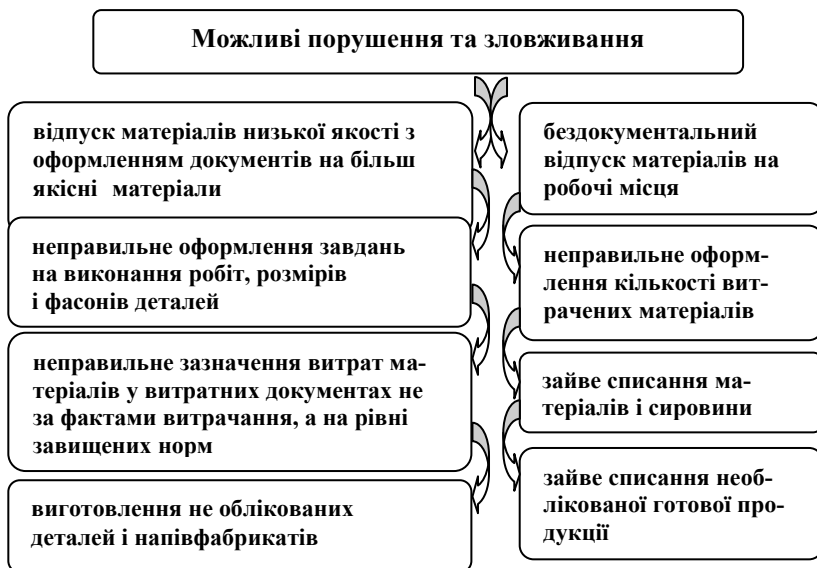 Можливі порушення та зловживання
відпуск матеріалів низької якості з
оформленням документів на більш
якісні матеріали
неправильне оформлення завдань
на виконання робіт, розмірів
і фасонів деталей
неправильне зазначення витрат ма-
теріалів у витратних документах не
за фактами витрачання, а на рівні
завищених норм
виготовлення не облікованих
деталей і напівфабрикатів
бездокументальний
відпуск матеріалів на
робочі місця
неправильне оформ-
лення кількості вит-
рачених матеріалів
зайве списання ма-
теріалів і сировини
зайве списання необ-
лікованої готової про-
дукції